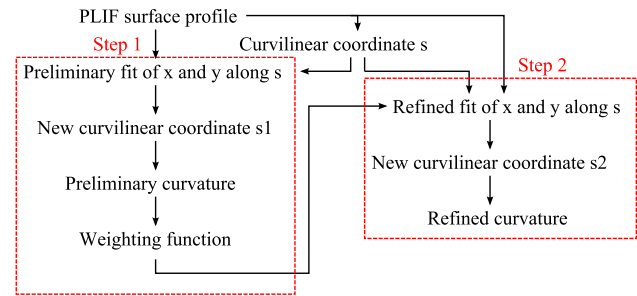 PLIF surface profile
Step 1
Curvilinear coordinate s
Preliminary fit of x and y along s
New curvilinear coordinate s1
Preliminary curvature
Weighting function
Step 2
Refined fit of x and y along s
New curvilinear coordinate s2
Refined curvature